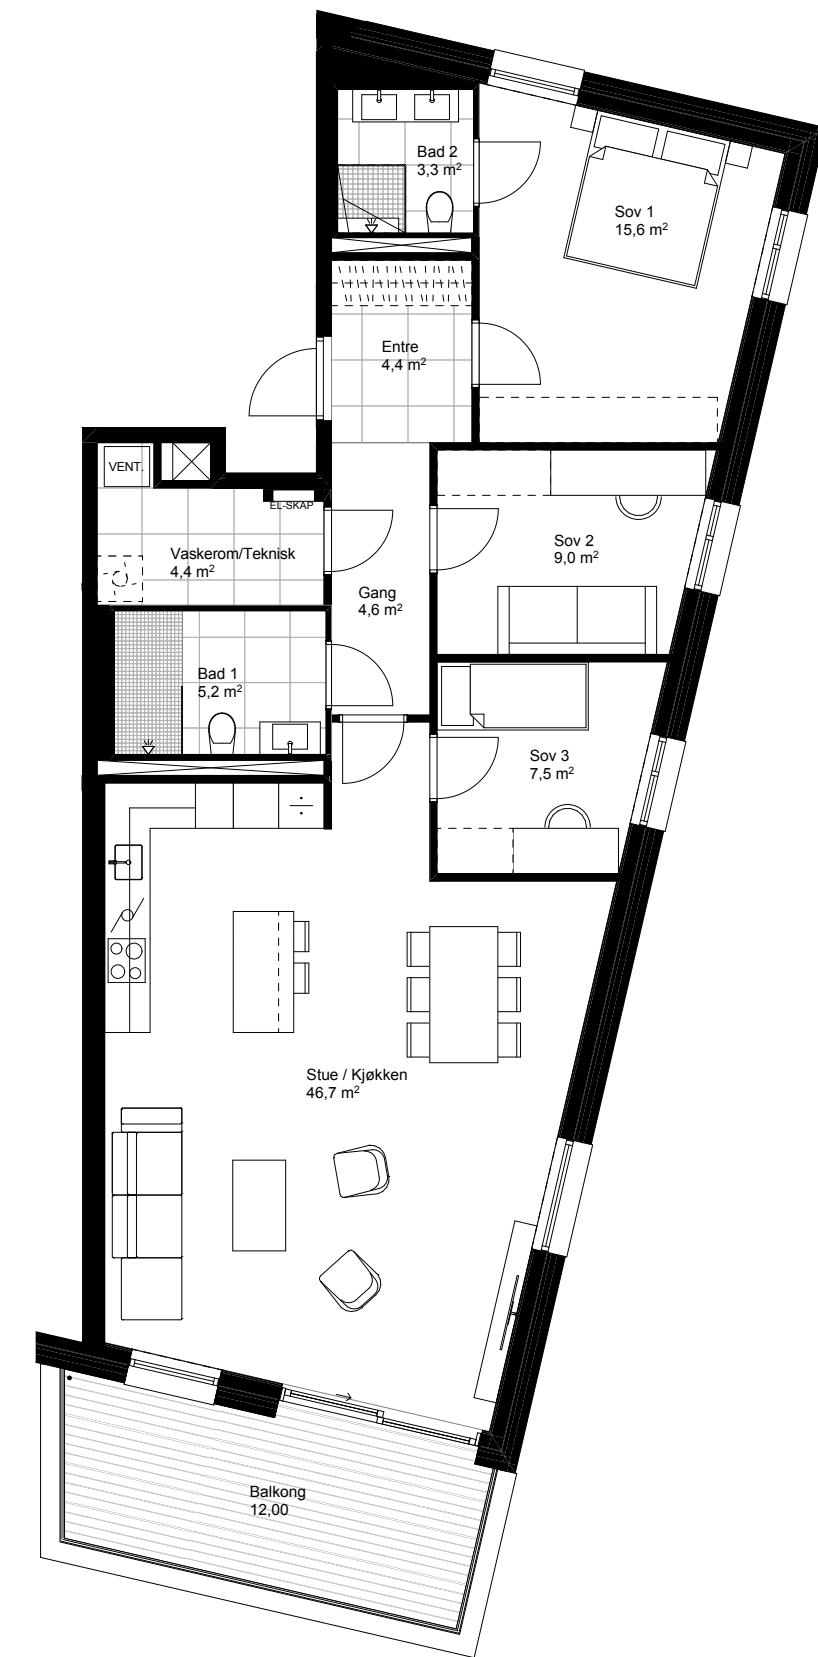 Bad 2
3,3 m²
Sov 1
15,6 m²
Entre
4,4 m²
VENT.
EL-SKAP
Vaskerom/Teknisk
4,4 m²
Sov 2
9,0 m²
Gang
4,6 m²
Bad 1
5,2 m²
Sov 3
7,5 m²
Stue / Kjøkken
46,7 m²
Balkong
12,00